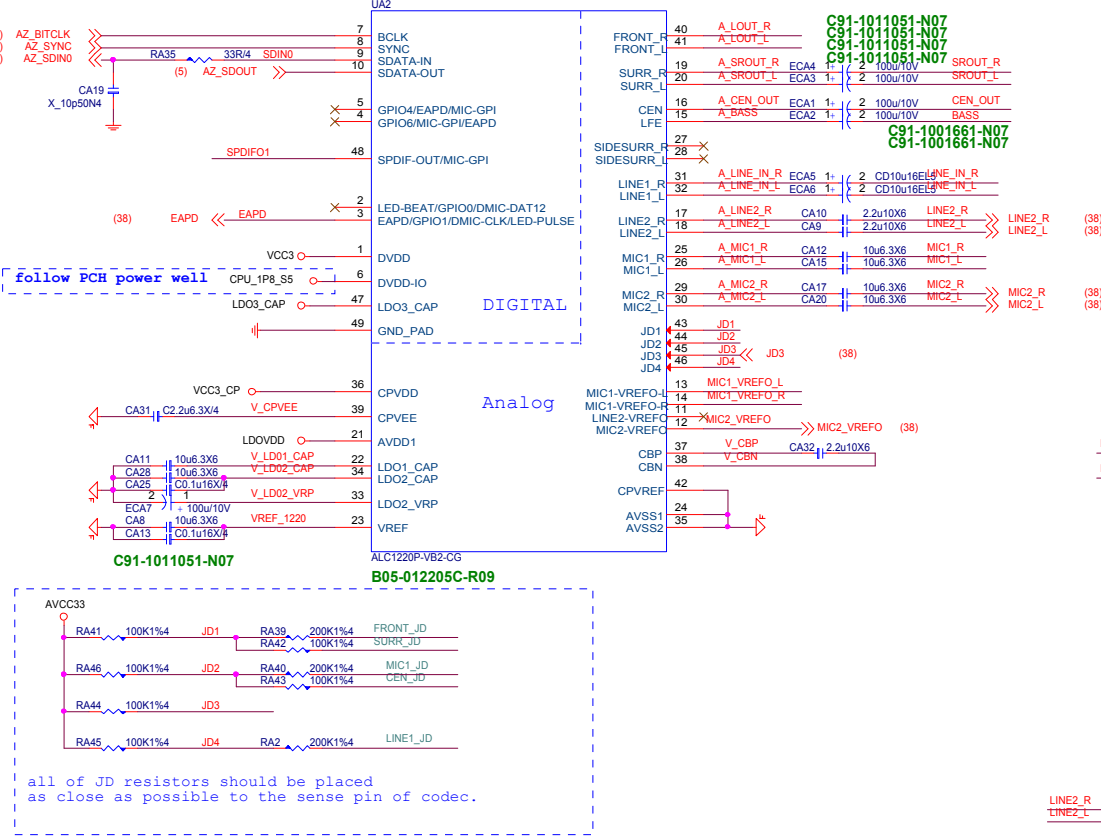 UA2
) AZ_BITCLK 7 BCLK
) AZ_SYNC 8 SYNC
) AZ_SDIN0 RA35 33R/4 SDIN0 9 SDATA-IN
(5) AZ_SDOUT 10 SDATA-OUT
CA19
X_10p50N4
5 GPIO4/EAPD/MIC-GPI
4 GPIO6/MIC-GPI/EAPD
SPDIFO1 48 SPDIF-OUT/MIC-GPI
2 LED-BEAT/GPIO0/DMIC-DAT12
(38) EAPD EAPD 3 EAPD/GPIO1/DMIC-CLK/LED-PULSE
VCC3 1 DVDD
follow PCH power well CPU_1P8_S5 6 DVDD-IO
LDO3_CAP 47 LDO3_CAP
DIGITAL
49 GND_PAD
VCC3_CP 36 CPVDD
Analog
CA31 C2.2u6.3X/4 V_CPVEE 39 CPVEE
LDOVDD 21 AVDD1
CA11 10u6.3X6 V_LD01_CAP 22 LDO1_CAP
CA28 10u6.3X6 V_LD02_CAP 34 LDO2_CAP
CA25 C0.1u16X/4
2 1
ECA7 + 100u/10V V_LD02_VRP 33 LDO2_VRP
CA8 10u6.3X6 VREF_1220 23 VREF
CA13 C0.1u16X/4
C91-1011051-N07
ALC1220P-VB2-CG
B05-012205C-R09
C91-1011051-N07
C91-1011051-N07
C91-1011051-N07
C91-1011051-N07
FRONT_R 40 A_LOUT_R
FRONT_L 41 A_LOUT_L
SURR_R 19 A_SROUT_R ECA4 1 + 2 100u/10V SROUT_R
SURR_L 20 A_SROUT_L ECA3 1 + 2 100u/10V SROUT_L
CEN 16 A_CEN_OUT ECA1 1 + 2 100u/10V CEN_OUT
LFE 15 A_BASS ECA2 1 + 2 100u/10V BASS
C91-1001661-N07
C91-1001661-N07
SIDESURR_R 27
SIDESURR_L 28
LINE1_R 31 A_LINE_IN_R ECA5 1 + 2 CD10u16EL5 LINE_IN_R
LINE1_L 32 A_LINE_IN_L ECA6 1 + 2 CD10u16EL5 LINE_IN_L
LINE2_R 17 A_LINE2_R CA10 2.2u10X6 LINE2_R LINE2_R (38)
LINE2_L 18 A_LINE2_L CA9 2.2u10X6 LINE2_L LINE2_L (38)
MIC1_R 25 A_MIC1_R CA12 10u6.3X6 MIC1_R
MIC1_L 26 A_MIC1_L CA15 10u6.3X6 MIC1_L
MIC2_R 29 A_MIC2_R CA17 10u6.3X6 MIC2_R MIC2_R (38)
MIC2_L 30 A_MIC2_L CA20 10u6.3X6 MIC2_L MIC2_L (38)
JD1 43 JD1
JD2 44 JD2
JD3 45 JD3 JD3 (38)
JD4 46 JD4
MIC1-VREFO-L 13 MIC1_VREFO_L
MIC1-VREFO-R 14 MIC1_VREFO_R
LINE2-VREFO 11
MIC2-VREFO 12 MIC2_VREFO MIC2_VREFO (38)
CBP 37 V_CBP CA32 2.2u10X6
CBN 38 V_CBN
CPVREF 42
AVSS1 24
AVSS2 35
AVCC33
RA41 100K1%4 JD1 RA39 200K1%4 FRONT_JD
RA42 100K1%4 SURR_JD
RA46 100K1%4 JD2 RA40 200K1%4 MIC1_JD
RA43 100K1%4 CEN_JD
RA44 100K1%4 JD3
RA45 100K1%4 JD4 RA2 200K1%4 LINE1_JD
all of JD resistors should be placed
as close as possible to the sense pin of codec.
LINE2_R
LINE2_L